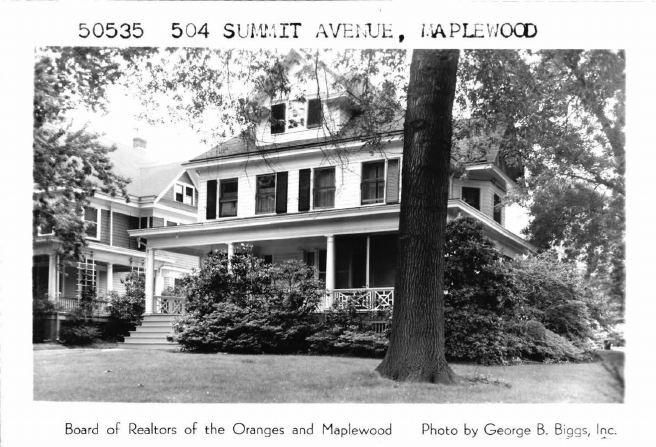 50535 504 SUMMIT AVENUE, MAPLEWOOD
Board of Realtors of the Oranges and Maplewood Photo by George B. Biggs, Inc.